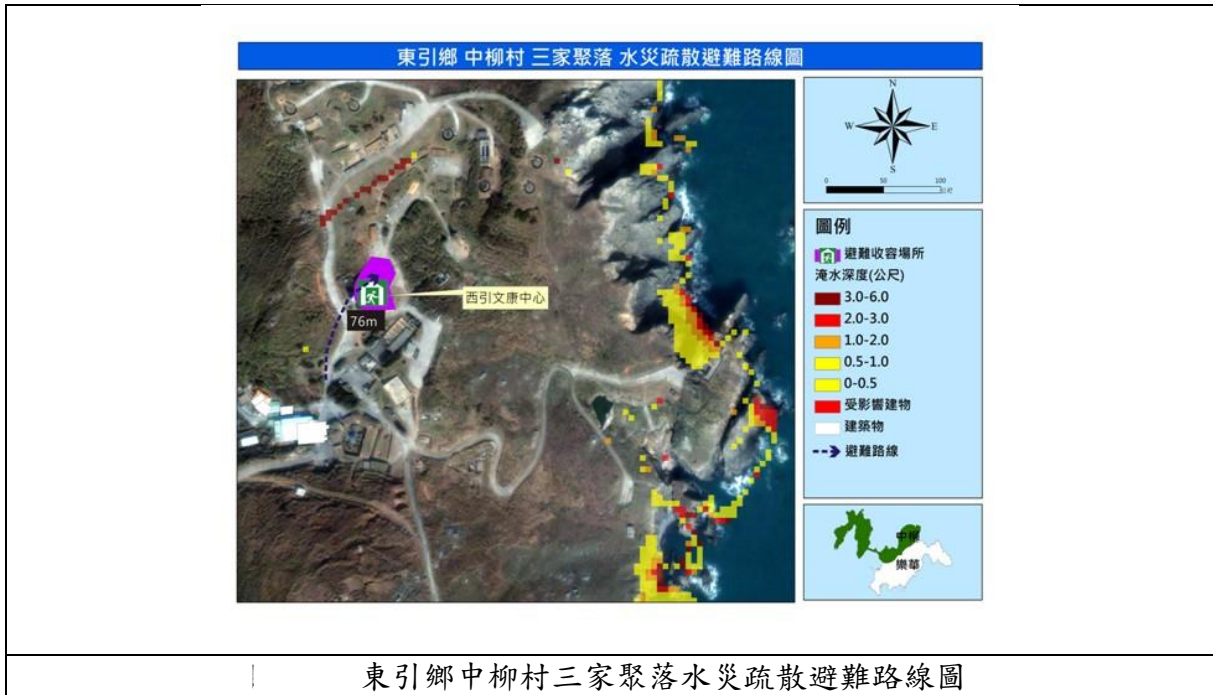 東引鄉 中柳村 三家聚落 水災疏散避難路線圖
西引文康中心
76m
N
W
E
S
0
50
100
公尺
圖例
避難收容場所
淹水深度(公尺)
3.0-6.0
2.0-3.0
1.0-2.0
0.5-1.0
0-0.5
受影響建物
建築物
避難路線
中柳
樂華
東引鄉中柳村三家聚落水災疏散避難路線圖